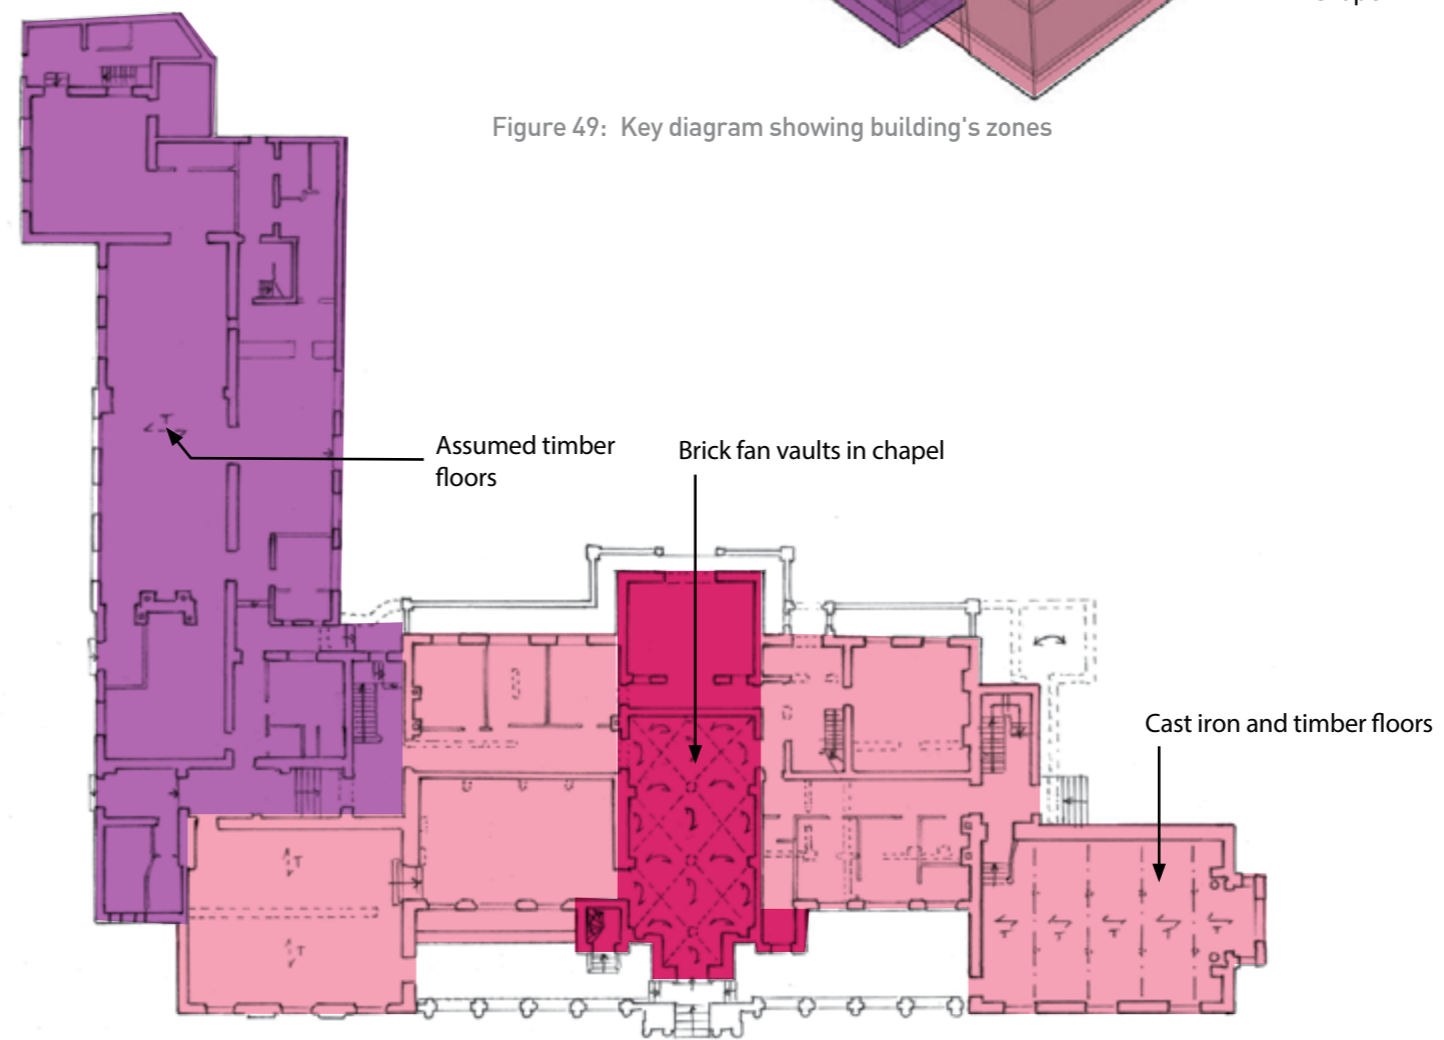 Figure 49: Key diagram showing building's zones
Assumed timber
floors
Brick fan vaults in chapel
Cast iron and timber floors
T
T
T
T
T
T
T
T